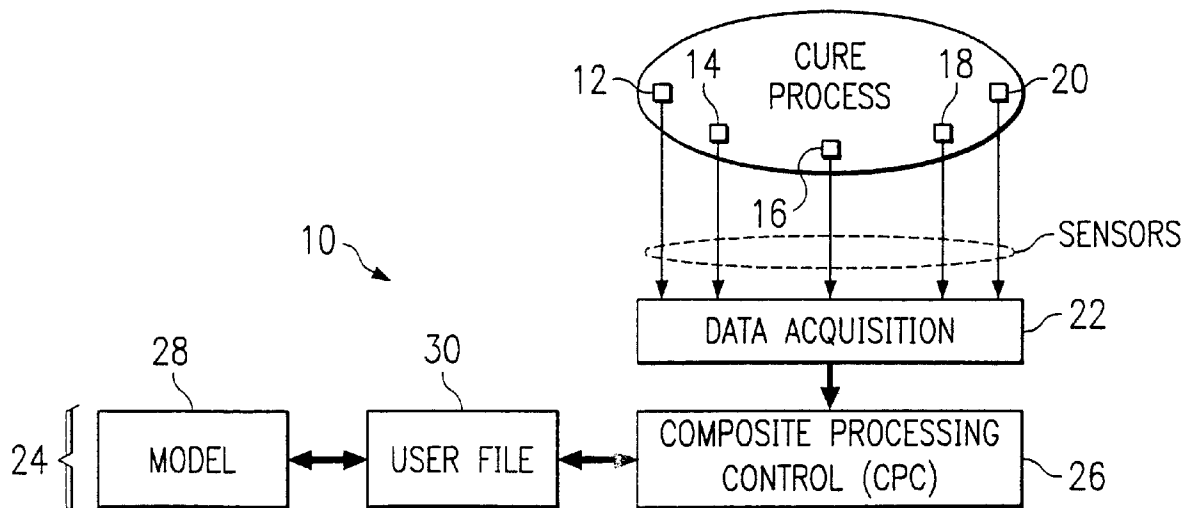 CURE
PROCESS
12
14
16
18
20
SENSORS
10
DATA ACQUISITION
22
28
30
24
MODEL
USER FILE
COMPOSITE PROCESSING
CONTROL (CPC)
26